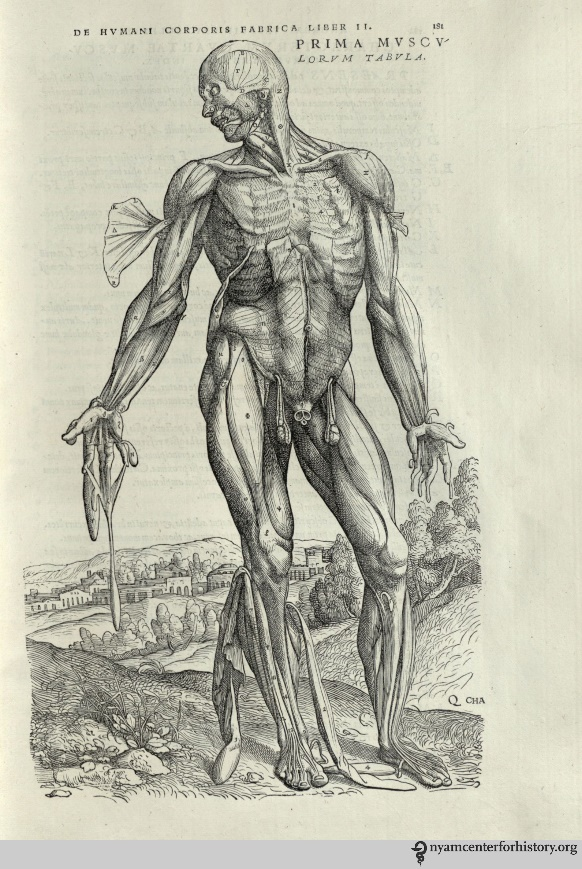 DE HVMANI CORPORIS FABRICA LIBER II.
181
PRIMA MVSCV-
LORVM TABVLA.
Q CHA
nyamcenterforhistory.org